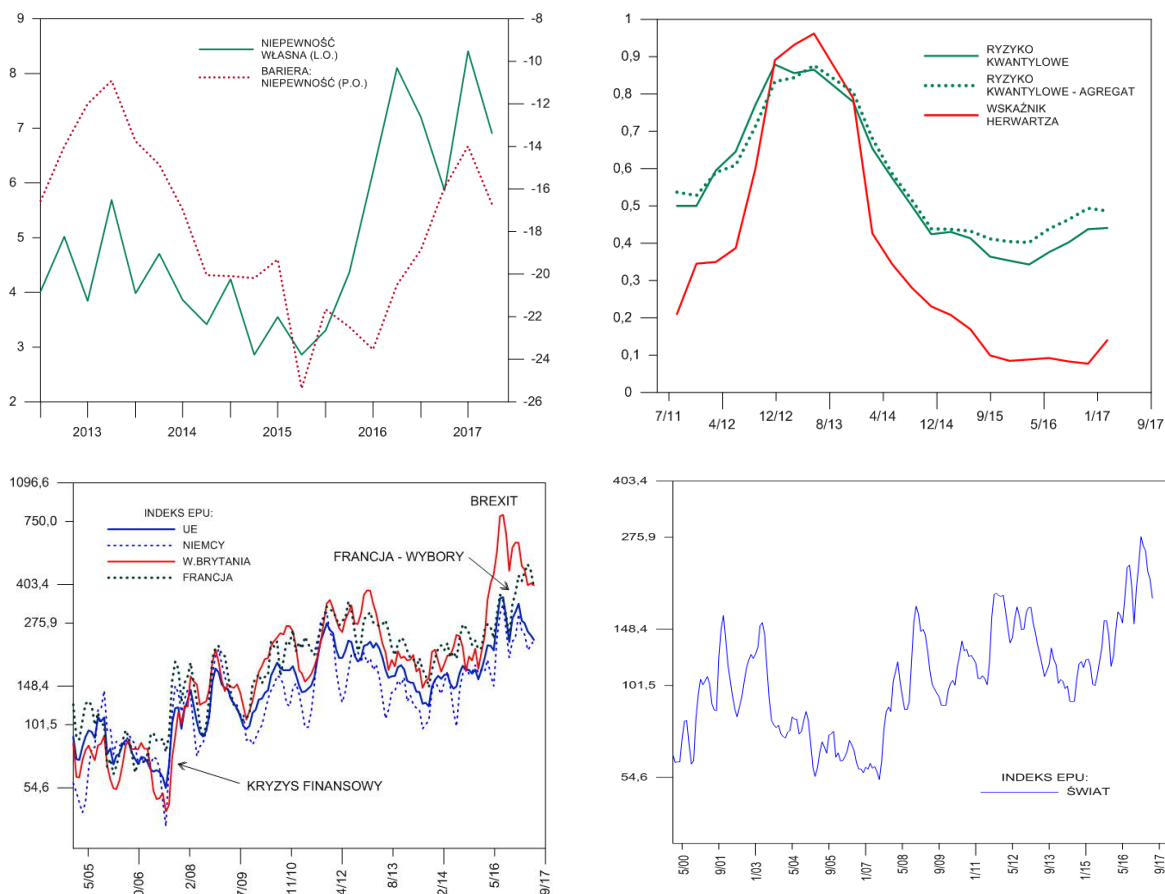 9
8
7
6
5
4
3
2
-8
-10
-12
-14
-16
-18
-20
-22
-24
-26
NIEPEWNOŚĆ
WŁASNA (L.O.)
BARIERA:
NIEPEWNOŚĆ (P.O.)
2013 2014 2015 2016 2017
1
0,9
0,8
0,7
0,6
0,5
0,4
0,3
0,2
0,1
0
RYZYKO
KWANTYLOWE
RYZYKO
KWANTYLOWE - AGREGAT
WSKAŹNIK
HERWARTZA
7/11 12/12 4/14 9/15 1/17
4/12 8/13 12/14 5/16 9/17
1096,6
750,0
403,4
275,9
148,4
101,5
54,6
INDEKS EPU:
UE
NIEMCY
W.BRYTANIA
FRANCJA
BREXIT
FRANCJA - WYBORY
KRYZYS FINANSOWY
5/05 2/08 7/09 8/13 5/16
403,4
275,9
148,4
101,5
54,6
INDEKS EPU:
ŚWIAT
5/00 9/01 1/03 5/04 9/05 1/07 5/08 9/09 1/11 5/12 9/13 1/15 5/16 9/17